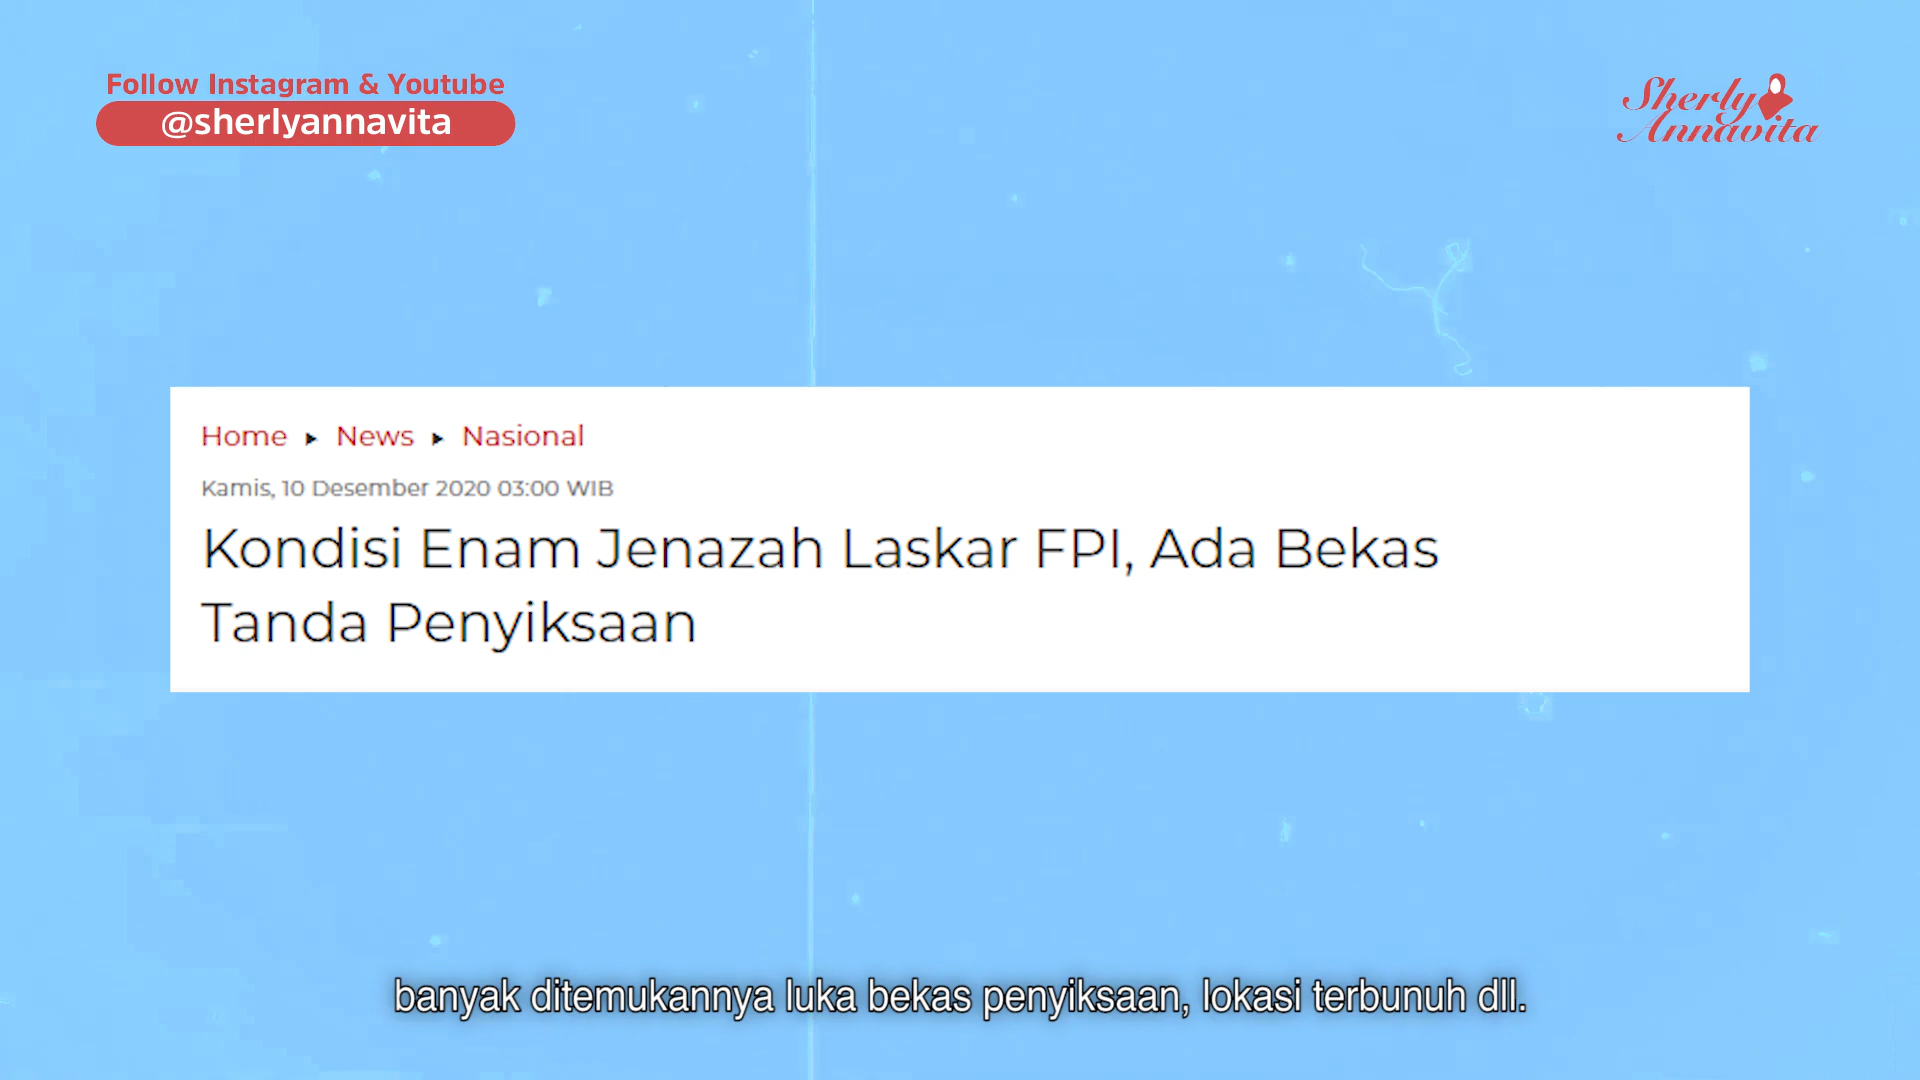 Follow Instagram & Youtube
@sherlyannavita
Sherly
Annavita
Home ▸ News ▸ Nasional
Kamis, 10 Desember 2020 03:00 WIB
Kondisi Enam Jenazah Laskar FPI, Ada Bekas
Tanda Penyiksaan
banyak ditemukannya luka bekas penyiksaan, lokasi terbunuh dll.